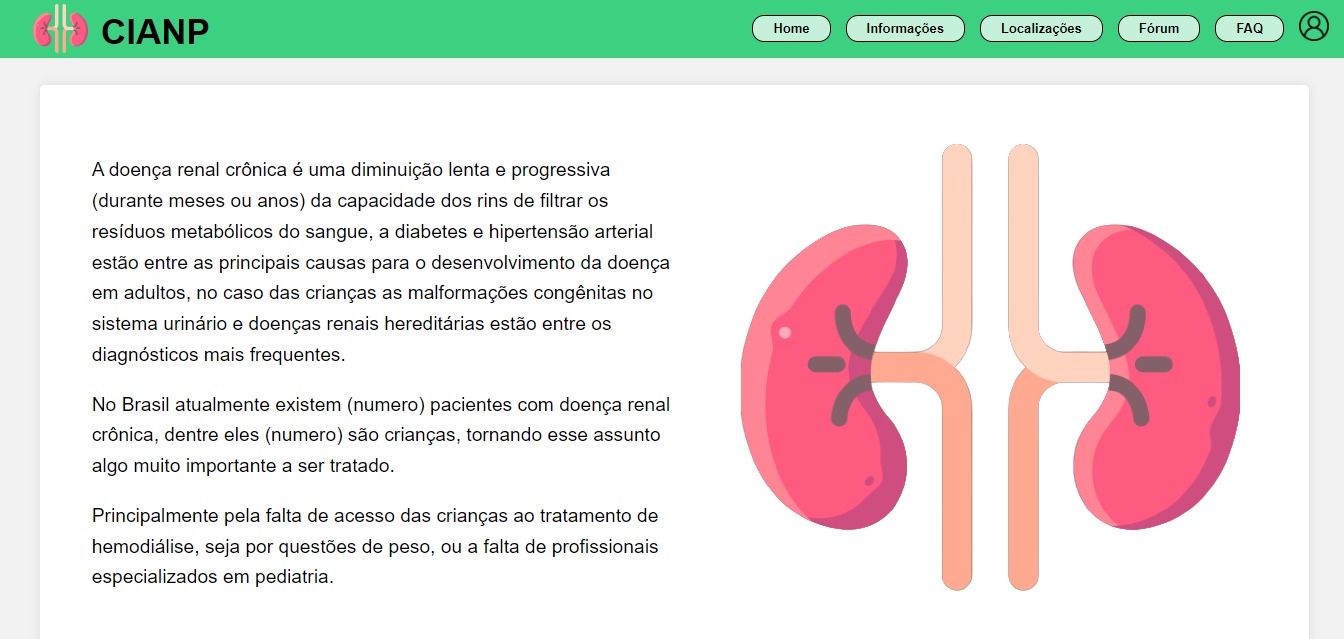 CIANP
Home
Informações
Localizações
Fórum
FAQ
A doença renal crônica é uma diminuição lenta e progressiva
(durante meses ou anos) da capacidade dos rins de filtrar os
resíduos metabólicos do sangue, a diabetes e hipertensão arterial
estão entre as principais causas para o desenvolvimento da doença
em adultos, no caso das crianças as malformações congênitas no
sistema urinário e doenças renais hereditárias estão entre os
diagnósticos mais frequentes.
No Brasil atualmente existem (numero) pacientes com doença renal
crônica, dentre eles (numero) são crianças, tornando esse assunto
algo muito importante a ser tratado.
Principalmente pela falta de acesso das crianças ao tratamento de
hemodiálise, seja por questões de peso, ou a falta de profissionais
especializados em pediatria.